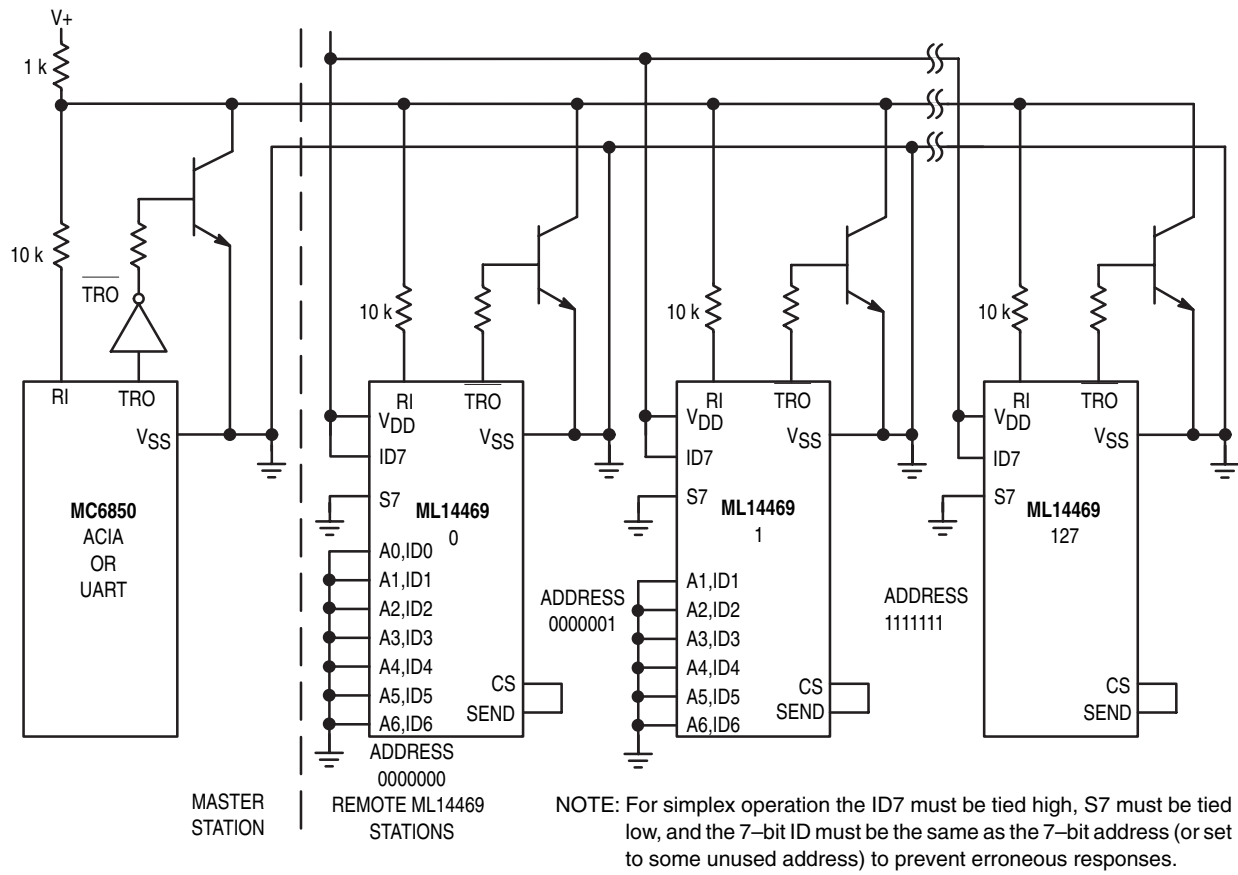 V+
1 k
10 k
TRO
RI
TRO
VSS
MC6850
ACIA
OR
UART
MASTER
STATION
10 k
RI
TRO
VDD
VSS
ID7
S7
ML14469
0
A0,ID0
A1,ID1
A2,ID2
A3,ID3
A4,ID4
A5,ID5
A6,ID6
CS
SEND
ADDRESS
0000000
REMOTE ML14469
STATIONS
10 k
RI
TRO
VDD
VSS
ID7
S7
ML14469
1
ADDRESS
0000001
A1,ID1
A2,ID2
A3,ID3
A4,ID4
A5,ID5
A6,ID6
CS
SEND
10 k
RI
TRO
VDD
VSS
ID7
S7
ML14469
127
ADDRESS
1111111
CS
SEND
NOTE: For simplex operation the ID7 must be tied high, S7 must be tied
low, and the 7–bit ID must be the same as the 7–bit address (or set
to some unused address) to prevent erroneous responses.